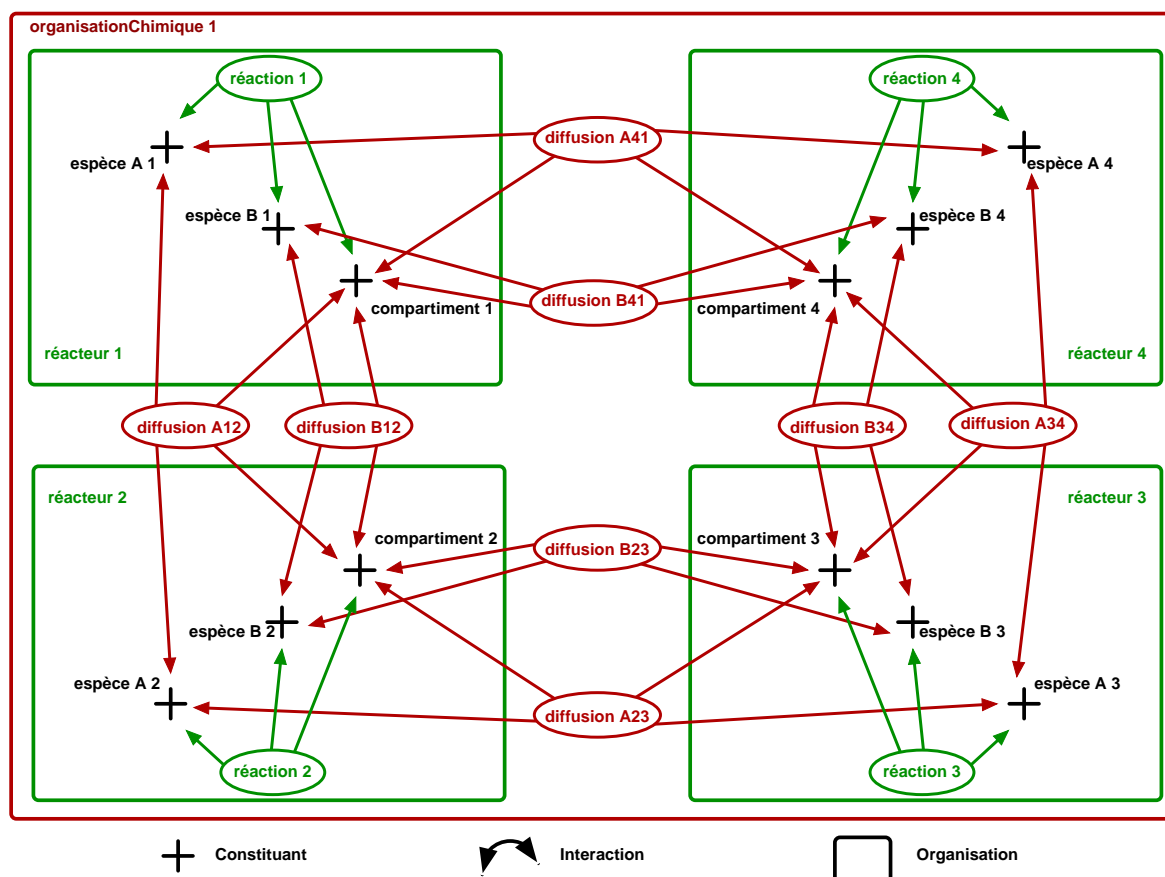 organisationChimique 1
réaction 1
réaction 4
diffusion A41
espèce A 1
espèce A 4
espèce B 1
espèce B 4
diffusion B41
compartiment 1
compartiment 4
réacteur 1
réacteur 4
diffusion A12
diffusion B12
diffusion B34
diffusion A34
réacteur 2
réacteur 3
compartiment 2
diffusion B23
compartiment 3
espèce B 2
espèce B 3
espèce A 2
espèce A 3
diffusion A23
réaction 2
réaction 3
Constituant
Interaction
Organisation